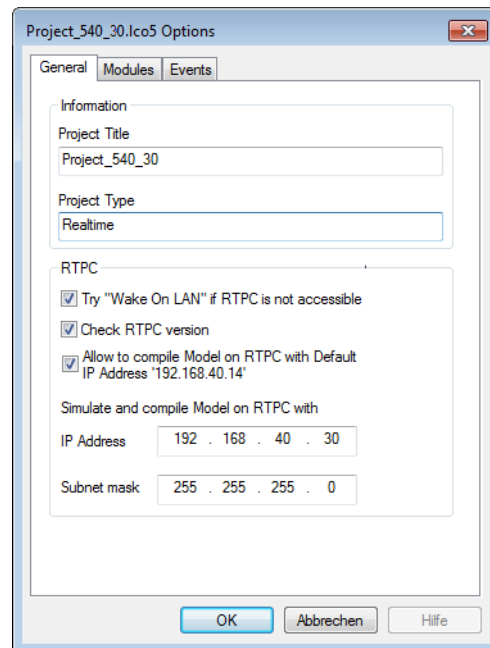 Project_540_30.lco5 Options
General Modules Events
Information
Project Title
Project_540_30
Project Type
Realtime
RTPC
Try "Wake On LAN" if RTPC is not accessible
Check RTPC version
Allow to compile Model on RTPC with Default
IP Address '192.168.40.14'
Simulate and compile Model on RTPC with
IP Address 192 . 168 . 40 . 30
Subnet mask 255 . 255 . 255 . 0
OK Abbrechen Hilfe